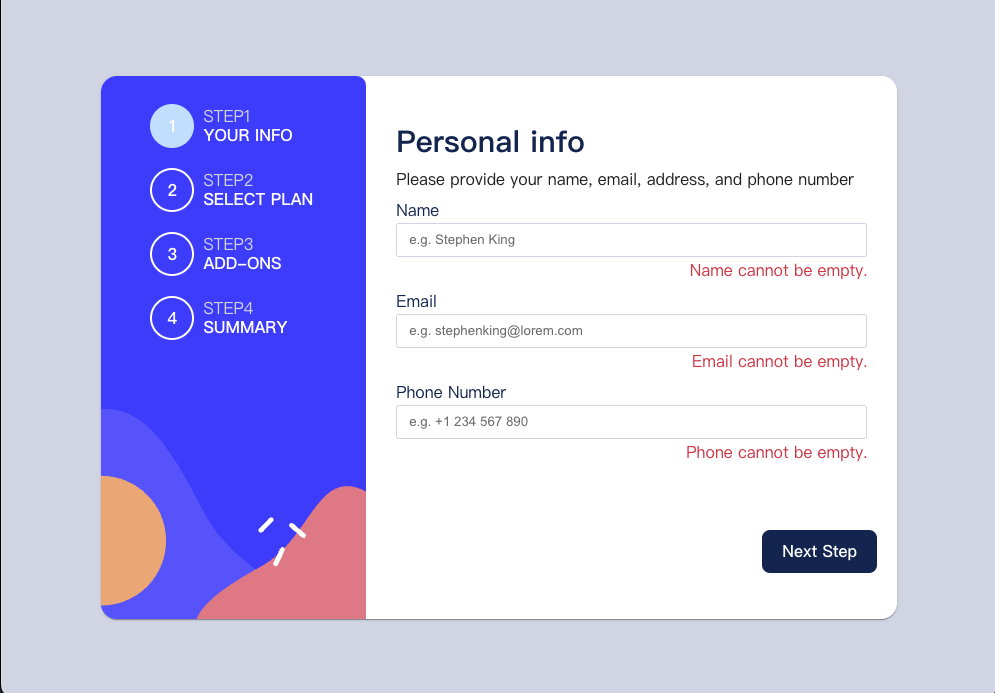 1
STEP1
YOUR INFO
2
STEP2
SELECT PLAN
3
STEP3
ADD-ONS
4
STEP4
SUMMARY
Personal info
Please provide your name, email, address, and phone number
Name
e.g. Stephen King
Name cannot be empty.
Email
e.g. stephenking@lorem.com
Email cannot be empty.
Phone Number
e.g. +1 234 567 890
Phone cannot be empty.
Next Step